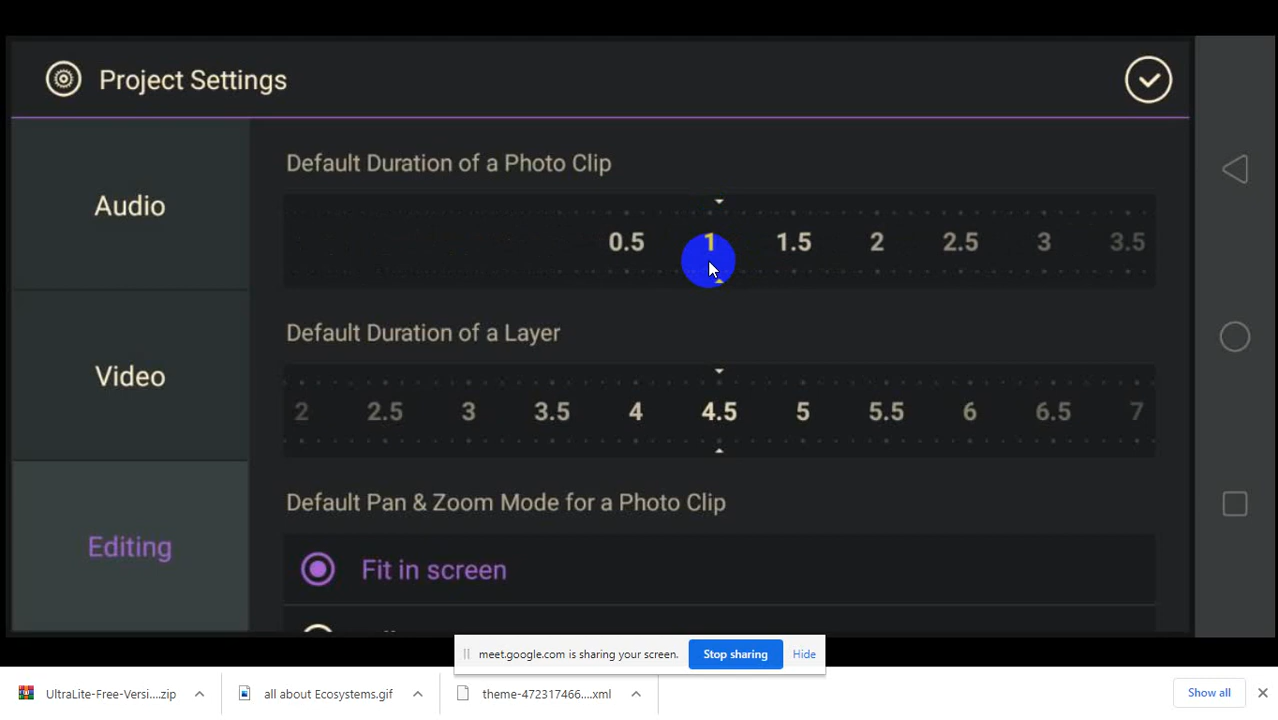 Project Settings
Audio
Video
Editing
Default Duration of a Photo Clip
0.5 1 1.5 2 2.5 3 3.5
Default Duration of a Layer
2 2.5 3 3.5 4 4.5 5 5.5 6 6.5 7
Default Pan & Zoom Mode for a Photo Clip
Fit in screen
meet.google.com is sharing your screen. Stop sharing Hide
UltraLite-Free-Versi....zip all about Ecosystems.gif theme-472317466....xml Show all